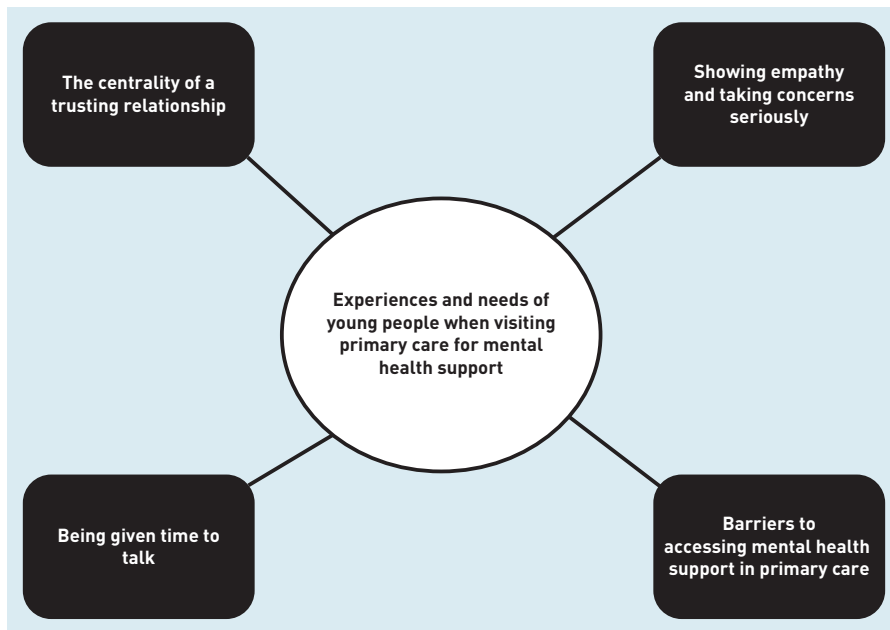 The centrality of a
trusting relationship
Showing empathy
and taking concerns
seriously
Experiences and needs of
young people when visiting
primary care for mental
health support
Being given time to
talk
Barriers to
accessing mental health
support in primary care